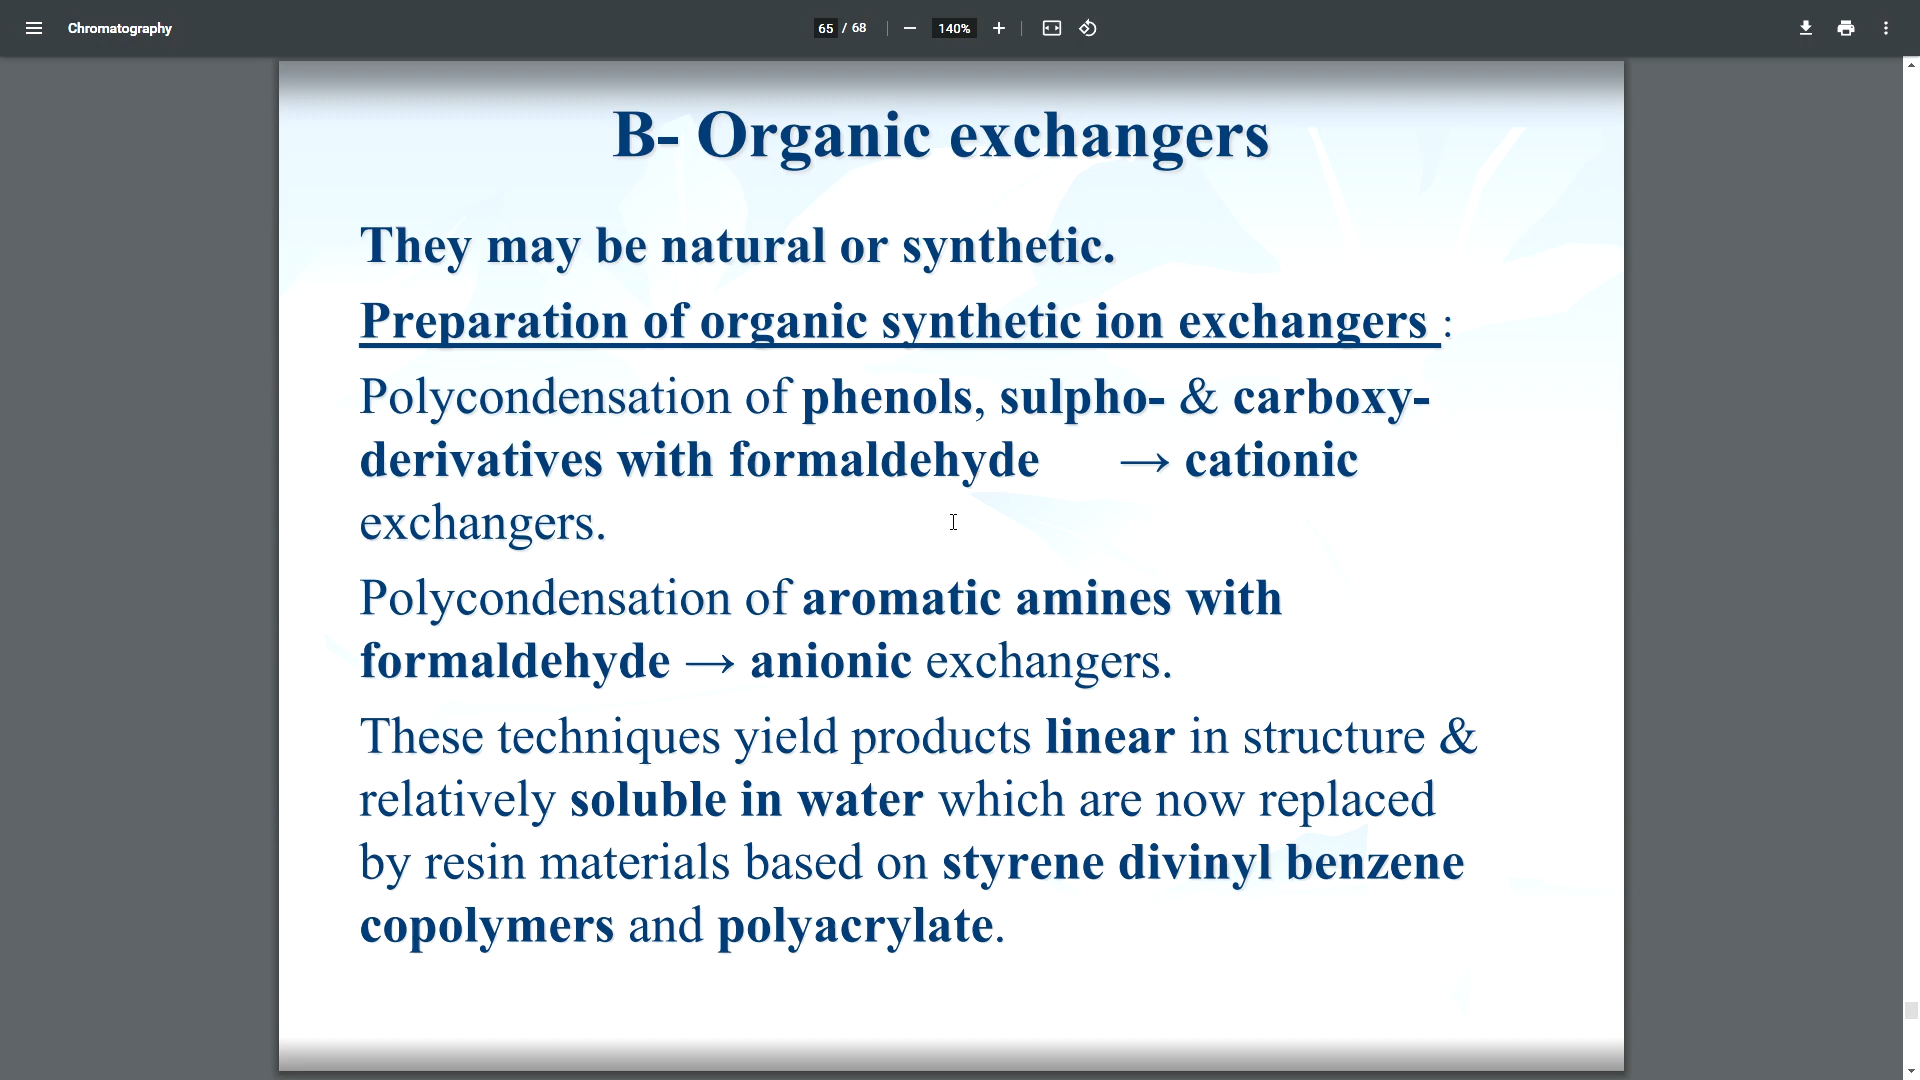 Chromatography
65 / 68
140%
B- Organic exchangers
They may be natural or synthetic.
Preparation of organic synthetic ion exchangers :
Polycondensation of phenols, sulpho- & carboxy-
derivatives with formaldehyde → cationic
exchangers.
Polycondensation of aromatic amines with
formaldehyde → anionic exchangers.
These techniques yield products linear in structure &
relatively soluble in water which are now replaced
by resin materials based on styrene divinyl benzene
copolymers and polyacrylate.